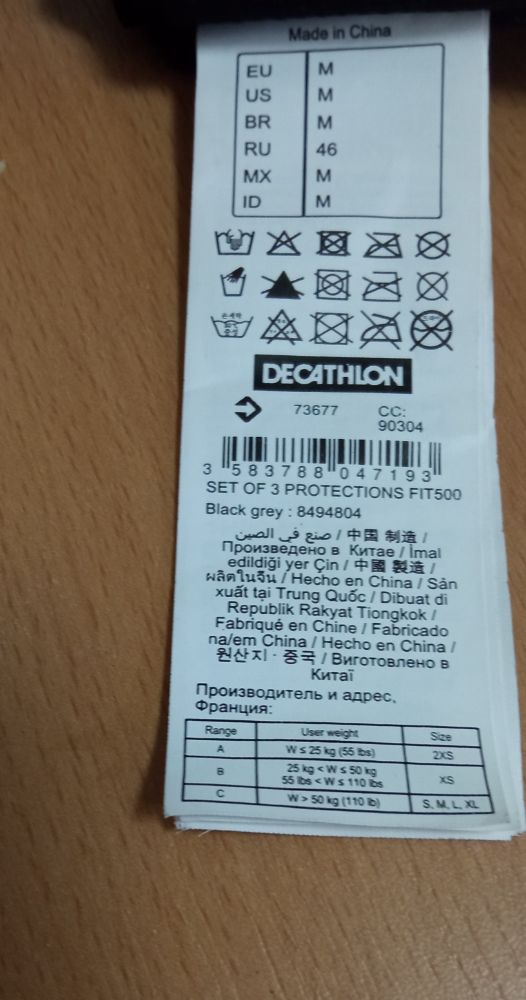 Made in China
EU M
US M
BR M
RU 46
MX M
ID M
DECATHLON
73677 CC:
90304
3 583788 047193
SET OF 3 PROTECTIONS FIT500
Black grey : 8494804
صنع في الصين / 中国 制造 /
Произведено в Китае / İmal
edildiği yer Çin / 中國 製造 /
ผลิตในจีน / Hecho en China / Sản
xuất tại Trung Quốc / Dibuat di
Republik Rakyat Tiongkok /
Fabriqué en Chine / Fabricado
na/em China / Hecho en China /
원산지 · 중국 / Виготовлено в
Китаї
Производитель и адрес,
Франция:
Range User weight Size
A W ≤ 25 kg (55 lbs) 2XS
B 25 kg < W ≤ 50 kg
55 lbs < W ≤ 110 lbs XS
C W > 50 kg (110 lb) S, M, L, XL